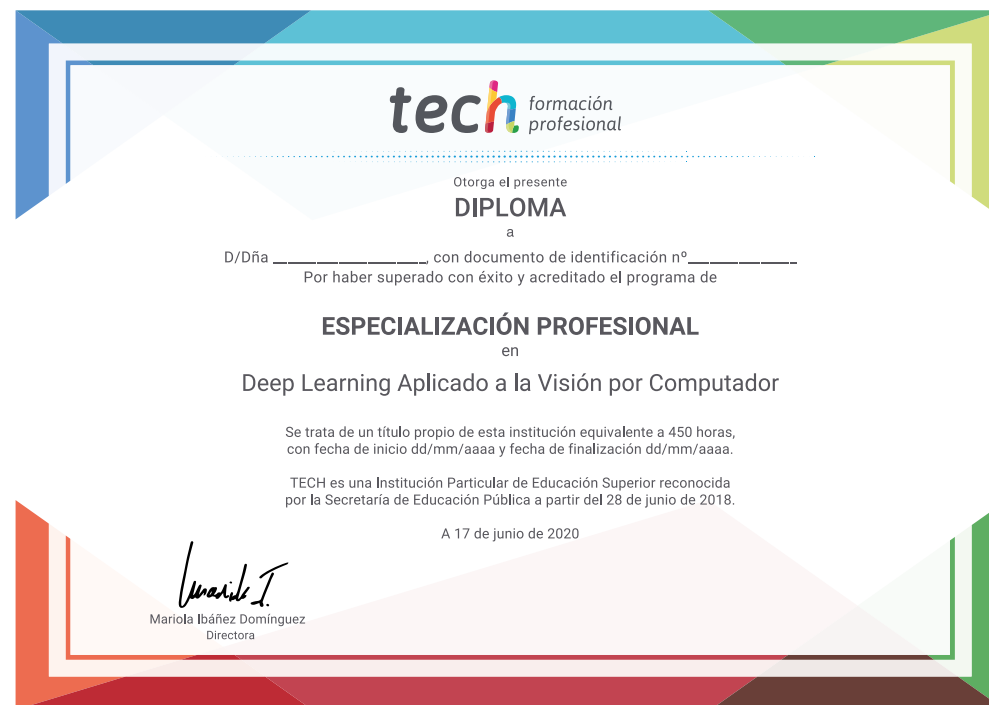 tech formación
profesional
Otorga el presente
DIPLOMA
a
D/Dña ____________________, con documento de identificación nº______________
Por haber superado con éxito y acreditado el programa de
ESPECIALIZACIÓN PROFESIONAL
en
Deep Learning Aplicado a la Visión por Computador
Se trata de un título propio de esta institución equivalente a 450 horas,
con fecha de inicio dd/mm/aaaa y fecha de finalización dd/mm/aaaa.
TECH es una Institución Particular de Educación Superior reconocida
por la Secretaría de Educación Pública a partir del 28 de junio de 2018.
A 17 de junio de 2020
Mariola Ibáñez Domínguez
Directora